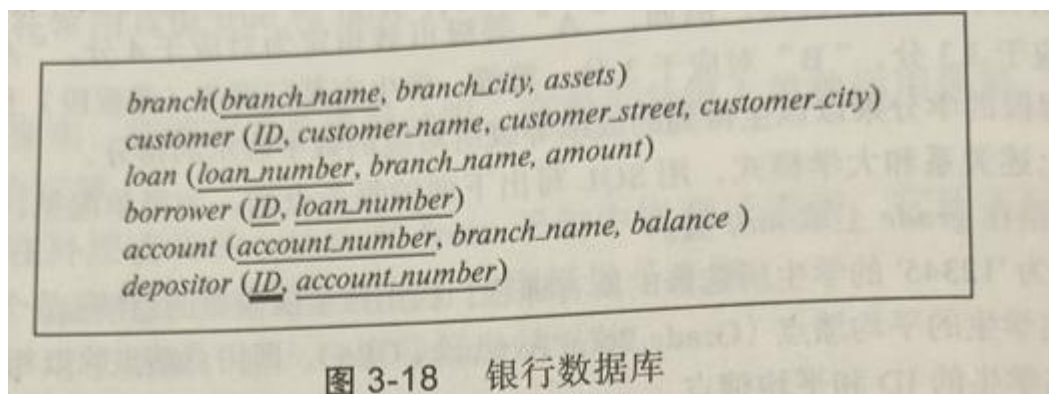 branch(branch_name, branch_city, assets)
customer (ID, customer_name, customer_street, customer_city)
loan (loan_number, branch_name, amount)
borrower (ID, loan_number)
account (account_number, branch_name, balance )
depositor (ID, account_number)
图 3-18 银行数据库